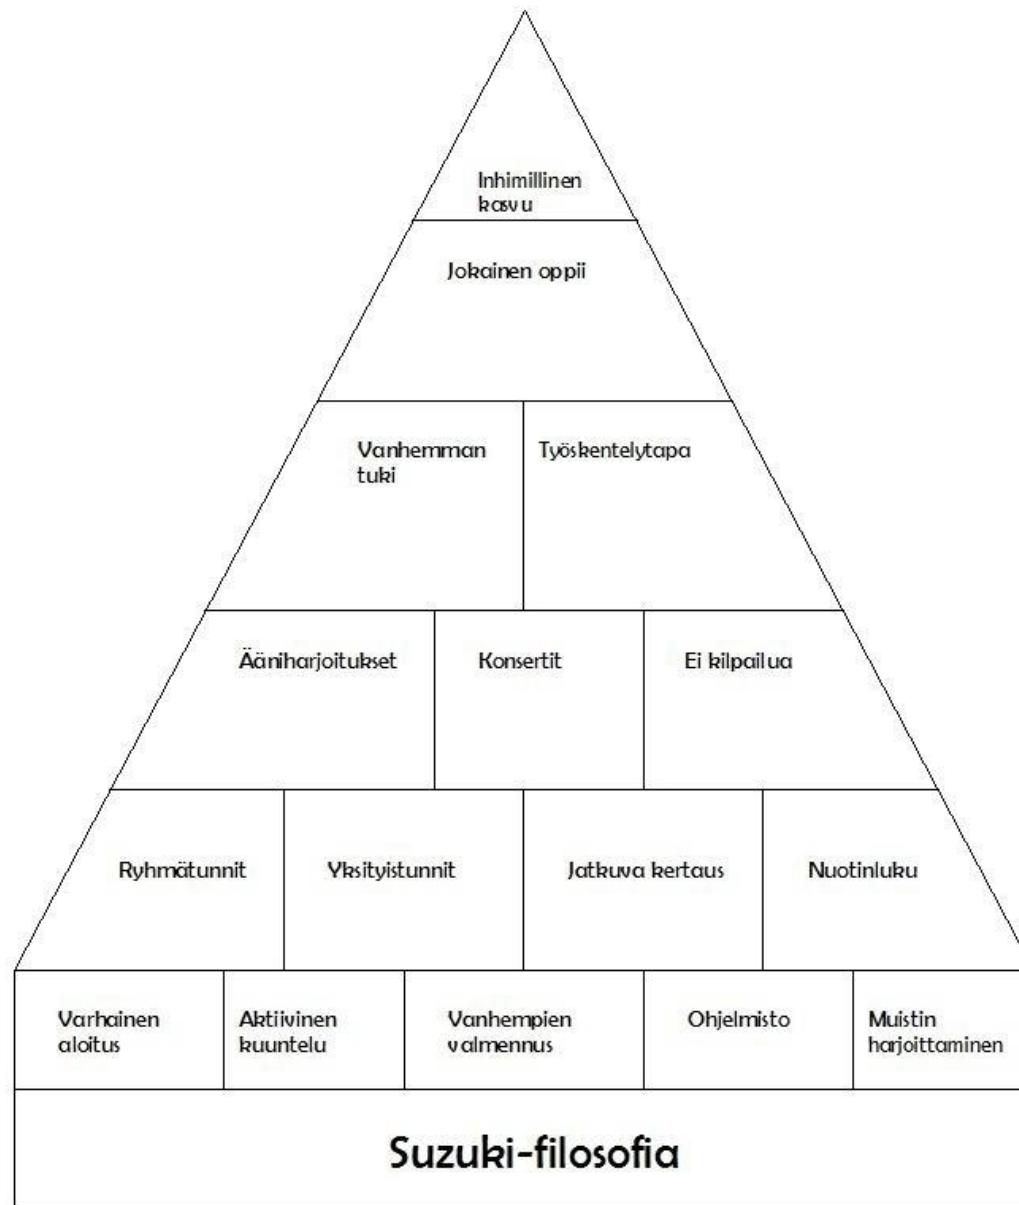 Inhimillinen
kasvu
Jokainen oppii
Vanhemman
tuki
Työskentelytapa
Ääniharjoitukset
Konsertit
Ei kilpailua
Ryhmätunnit
Yksityistunnit
Jatkuva kertaus
Nuotinluku
Varhainen
aloitus
Aktiivinen
kuuntelu
Vanhempien
valmennus
Ohjelmisto
Muistin
harjoittaminen
Suzuki-filosofia